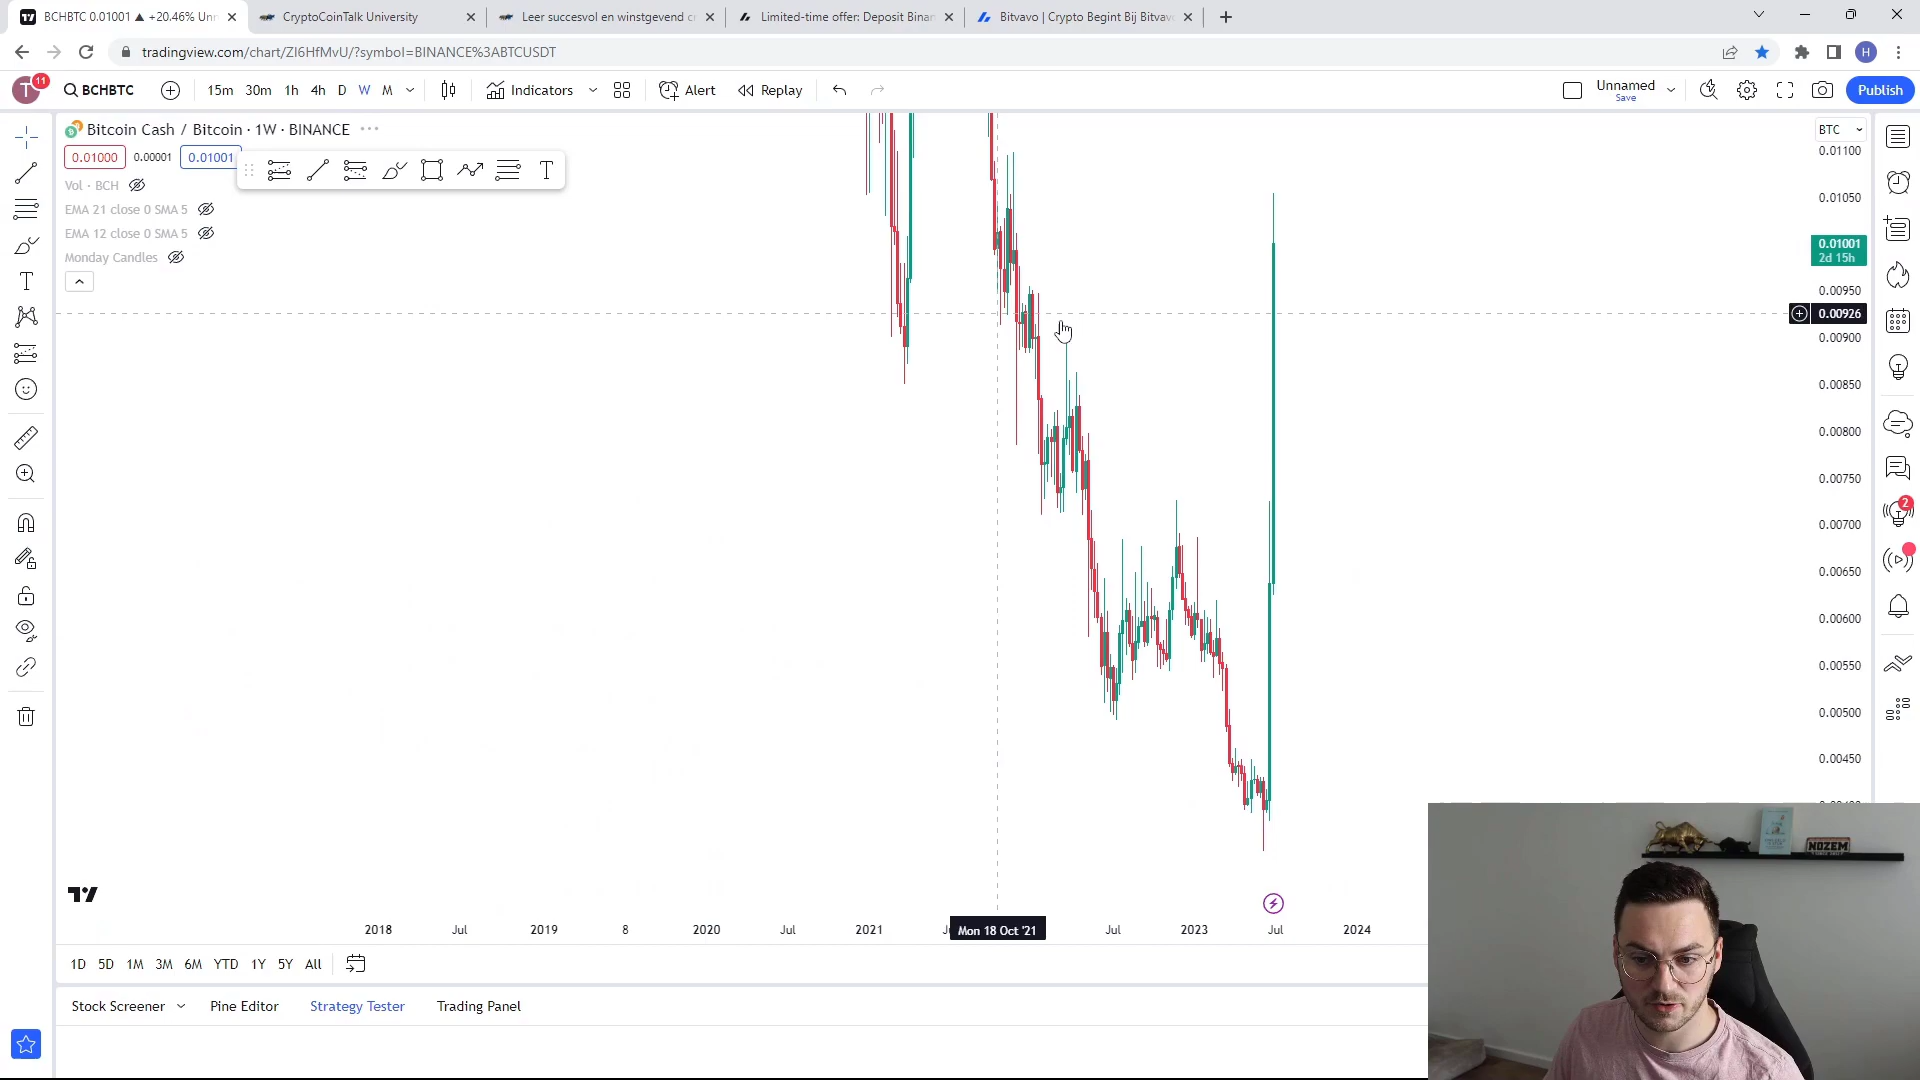 BCHBTC 0.01001 ▲ +20.46% Unn
CryptoCoinTalk University
Leer succesvol en winstgevend cr
Limited-time offer: Deposit Binan
Bitvavo | Crypto Begint Bij Bitvavo
tradingview.com/chart/ZI6HfMvU/?symbol=BINANCE%3ABTCUSDT
H
T
11
BCHBTC
15m 30m 1h 4h D W M
Indicators
Alert
Replay
Unnamed
Save
Publish
Bitcoin Cash / Bitcoin · 1W · BINANCE
0.01000 0.00001 0.01001
Vol · BCH
EMA 21 close 0 SMA 5
EMA 12 close 0 SMA 5
Monday Candles
BTC
0.01100
0.01050
0.01001
2d 15h
0.00950
0.00926
0.00900
0.00850
0.00800
0.00750
0.00700
0.00650
0.00600
0.00550
0.00500
0.00450
2
NOZEM
2018 Jul 2019 8 2020 Jul 2021 Mon 18 Oct '21 Jul 2023 Jul 2024
1D 5D 1M 3M 6M YTD 1Y 5Y All
Stock Screener Pine Editor Strategy Tester Trading Panel